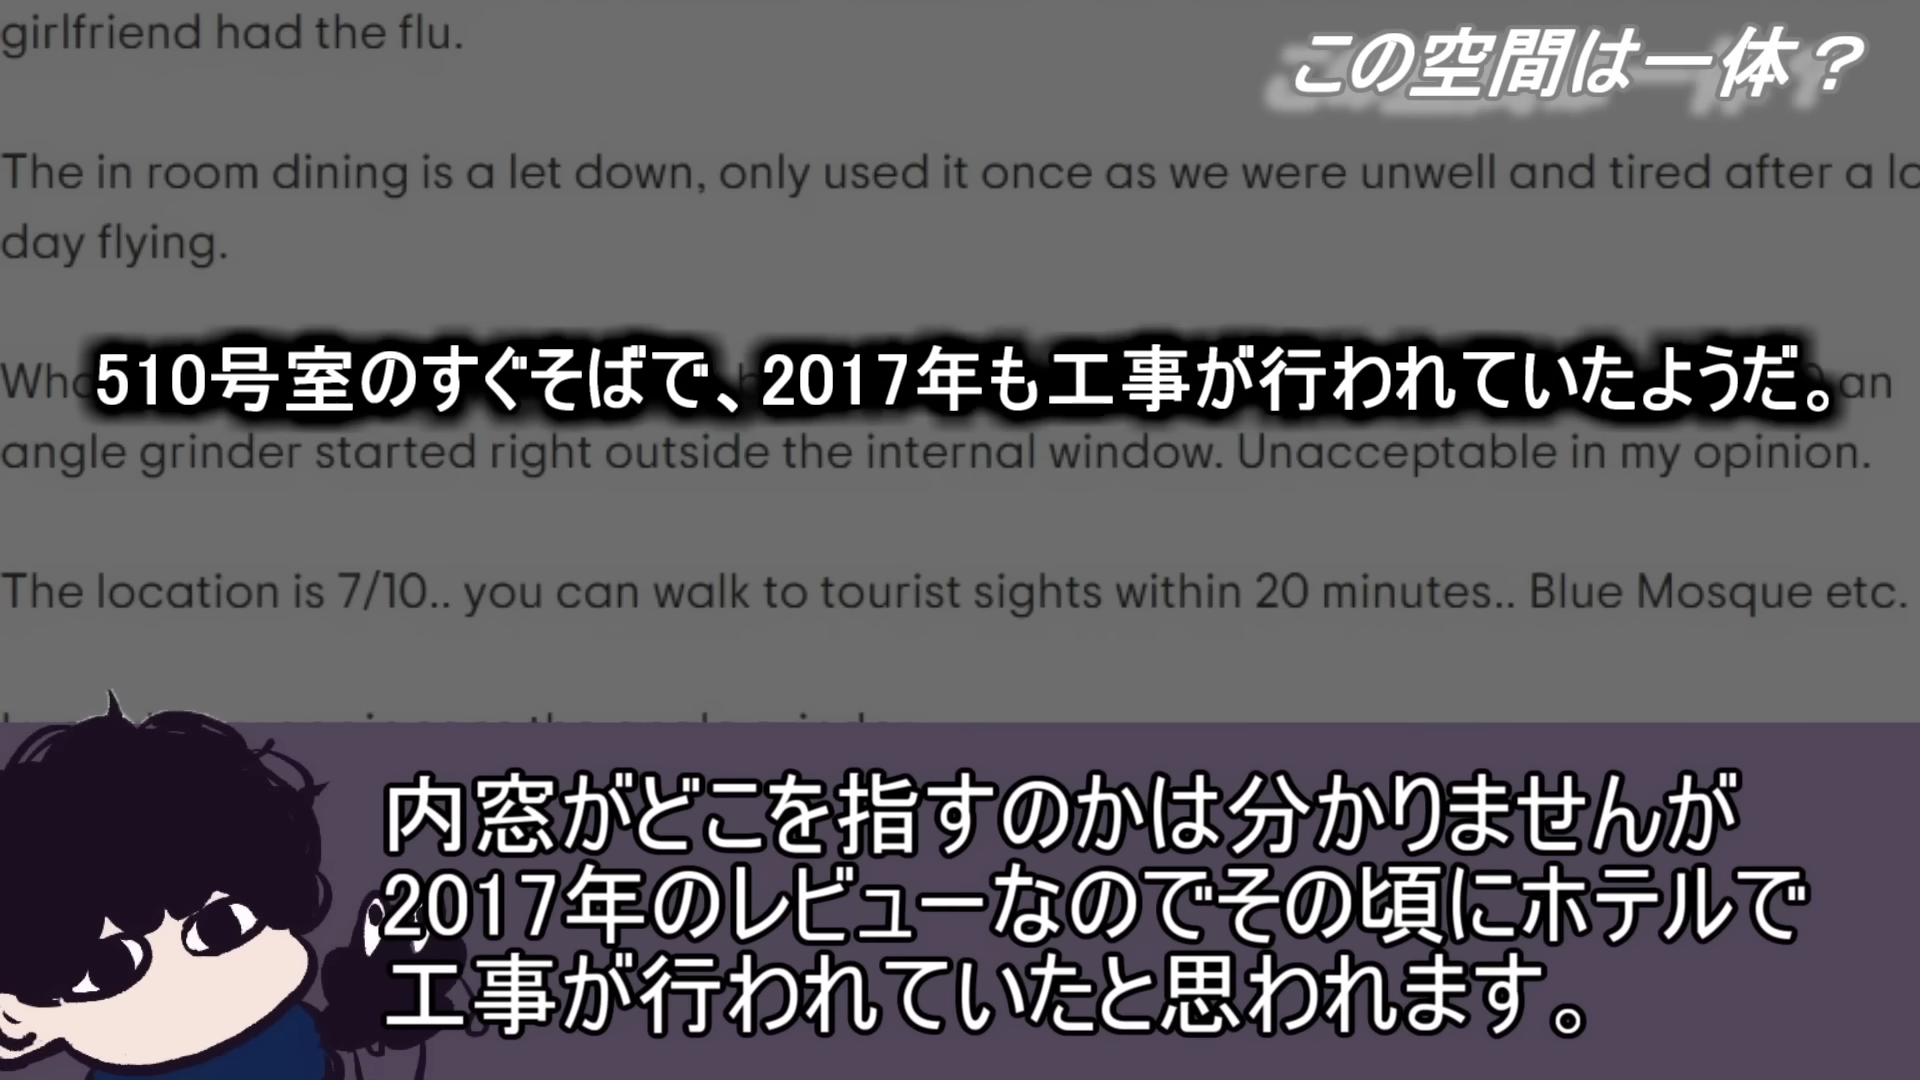 girlfriend had the flu.
この空間は一体？
The in room dining is a let down, only used it once as we were unwell and tired after a
day flying.
510号室のすぐそばで、2017年も工事が行われていたようだ。
an
angle grinder started right outside the internal window. Unacceptable in my opinion.
The location is 7/10.. you can walk to tourist sights within 20 minutes.. Blue Mosque etc.
内窓がどこを指すのかは分かりませんが
2017年のレビューなのでその頃にホテルで
工事が行われていたと思われます。